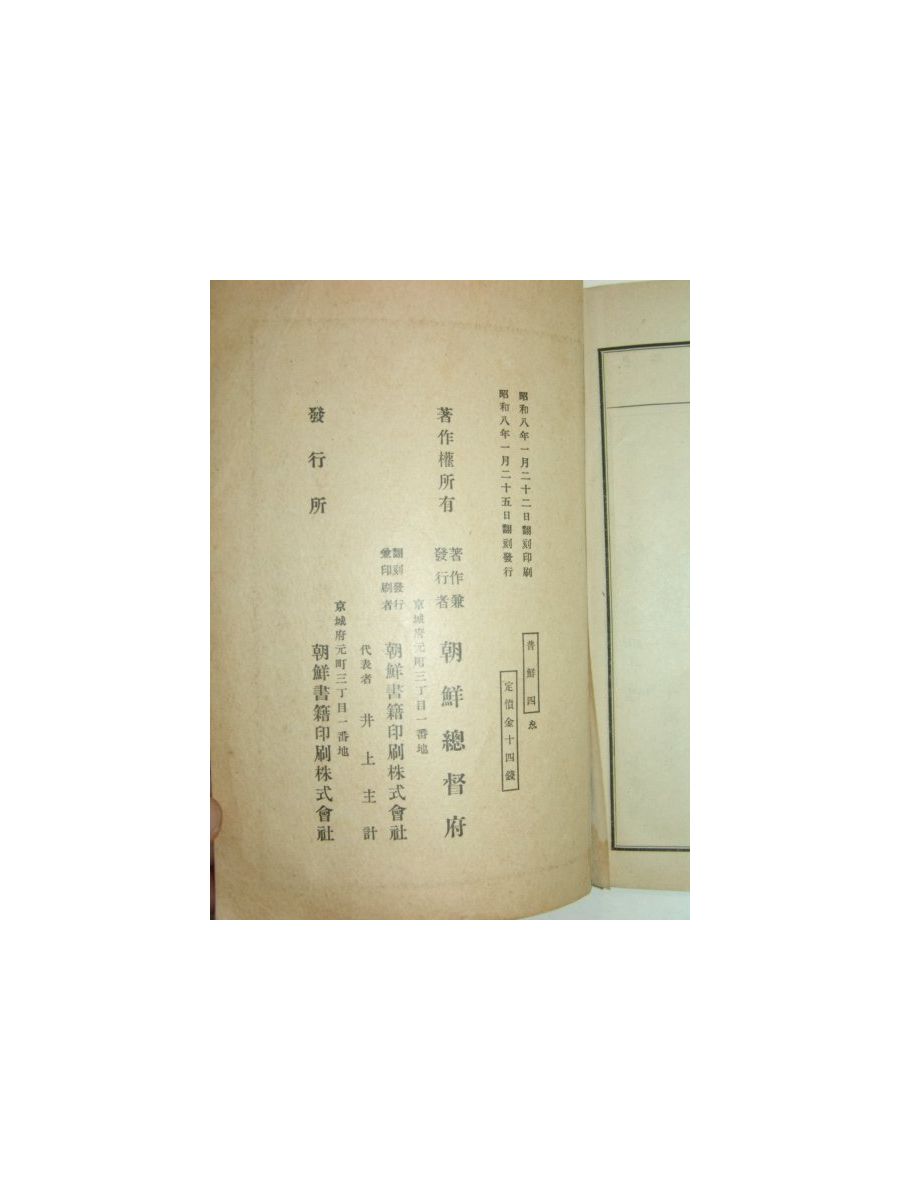 昭和八年一月二十二日翻刻印刷
昭和八年一月二十五日翻刻發行
普鮮四
定價金十四錢
著作權所有
著作兼
發行者
朝鮮總督府
京城府元町三丁目一番地
翻刻發行
兼印刷者
朝鮮書籍印刷株式會社
代表者 井上主計
京城府元町三丁目一番地
發行所
朝鮮書籍印刷株式會社